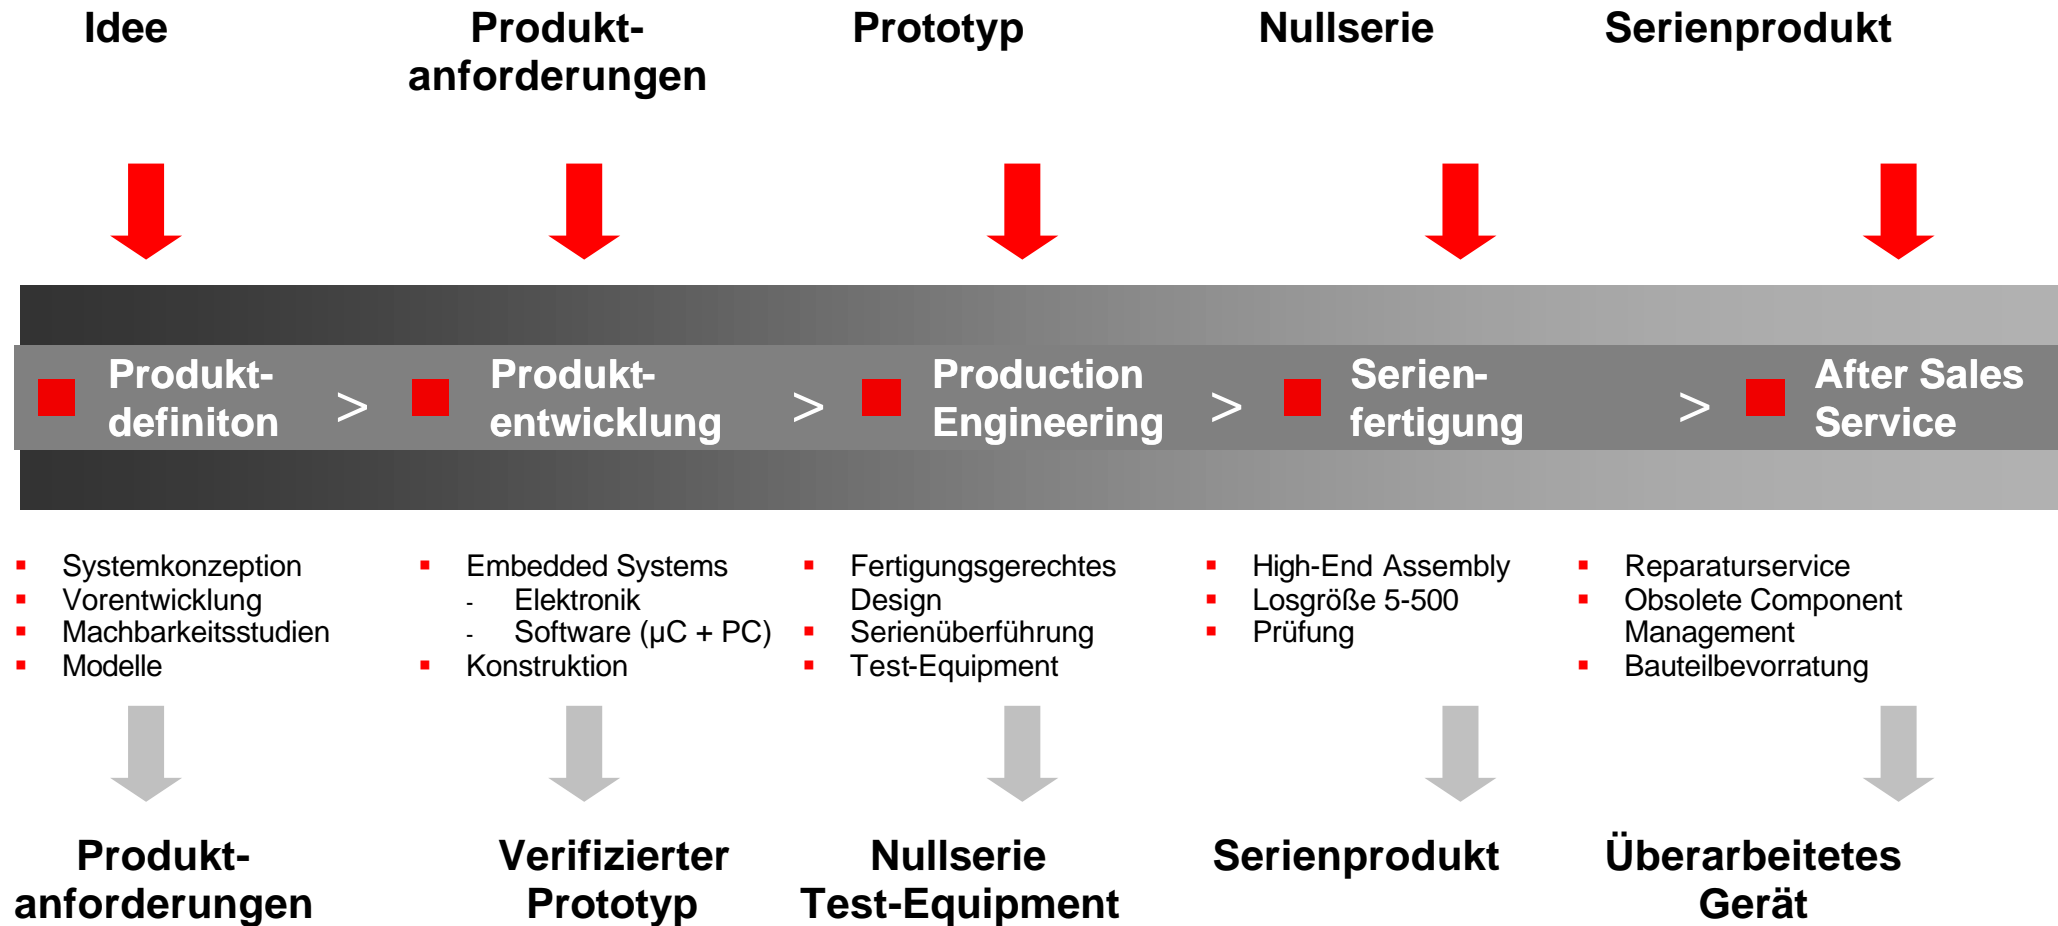 Idee
Produkt-
anforderungen
Prototyp
Nullserie
Serienprodukt
Produkt-
definiton
>
Produkt-
entwicklung
>
Production
Engineering
>
Serien-
fertigung
>
After Sales
Service
Systemkonzeption
Vorentwicklung
Machbarkeitsstudien
Modelle
Embedded Systems
- Elektronik
- Software (µC + PC)
Konstruktion
Fertigungsgerechtes
Design
Serienüberführung
Test-Equipment
High-End Assembly
Losgröße 5-500
Prüfung
Reparaturservice
Obsolete Component
Management
Bauteilbevorratung
Produkt-
anforderungen
Verifizierter
Prototyp
Nullserie
Test-Equipment
Serienprodukt
Überarbeitetes
Gerät